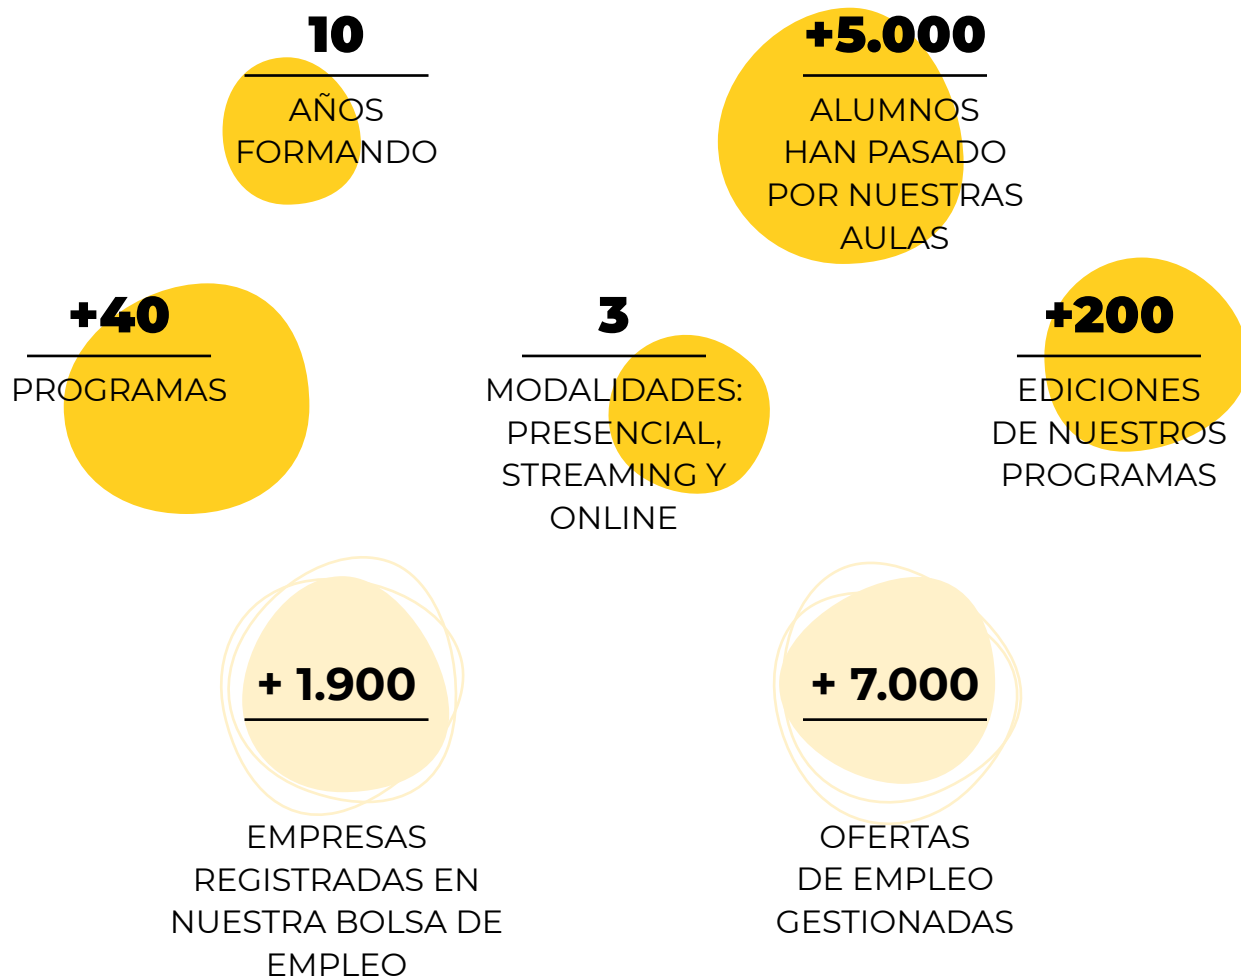 10
AÑOS
FORMANDO
+5.000
ALUMNOS
HAN PASADO
POR NUESTRAS
AULAS
+40
PROGRAMAS
3
MODALIDADES:
PRESENCIAL,
STREAMING Y
ONLINE
+200
EDICIONES
DE NUESTROS
PROGRAMAS
+ 1.900
EMPRESAS
REGISTRADAS EN
NUESTRA BOLSA DE
EMPLEO
+ 7.000
OFERTAS
DE EMPLEO
GESTIONADAS